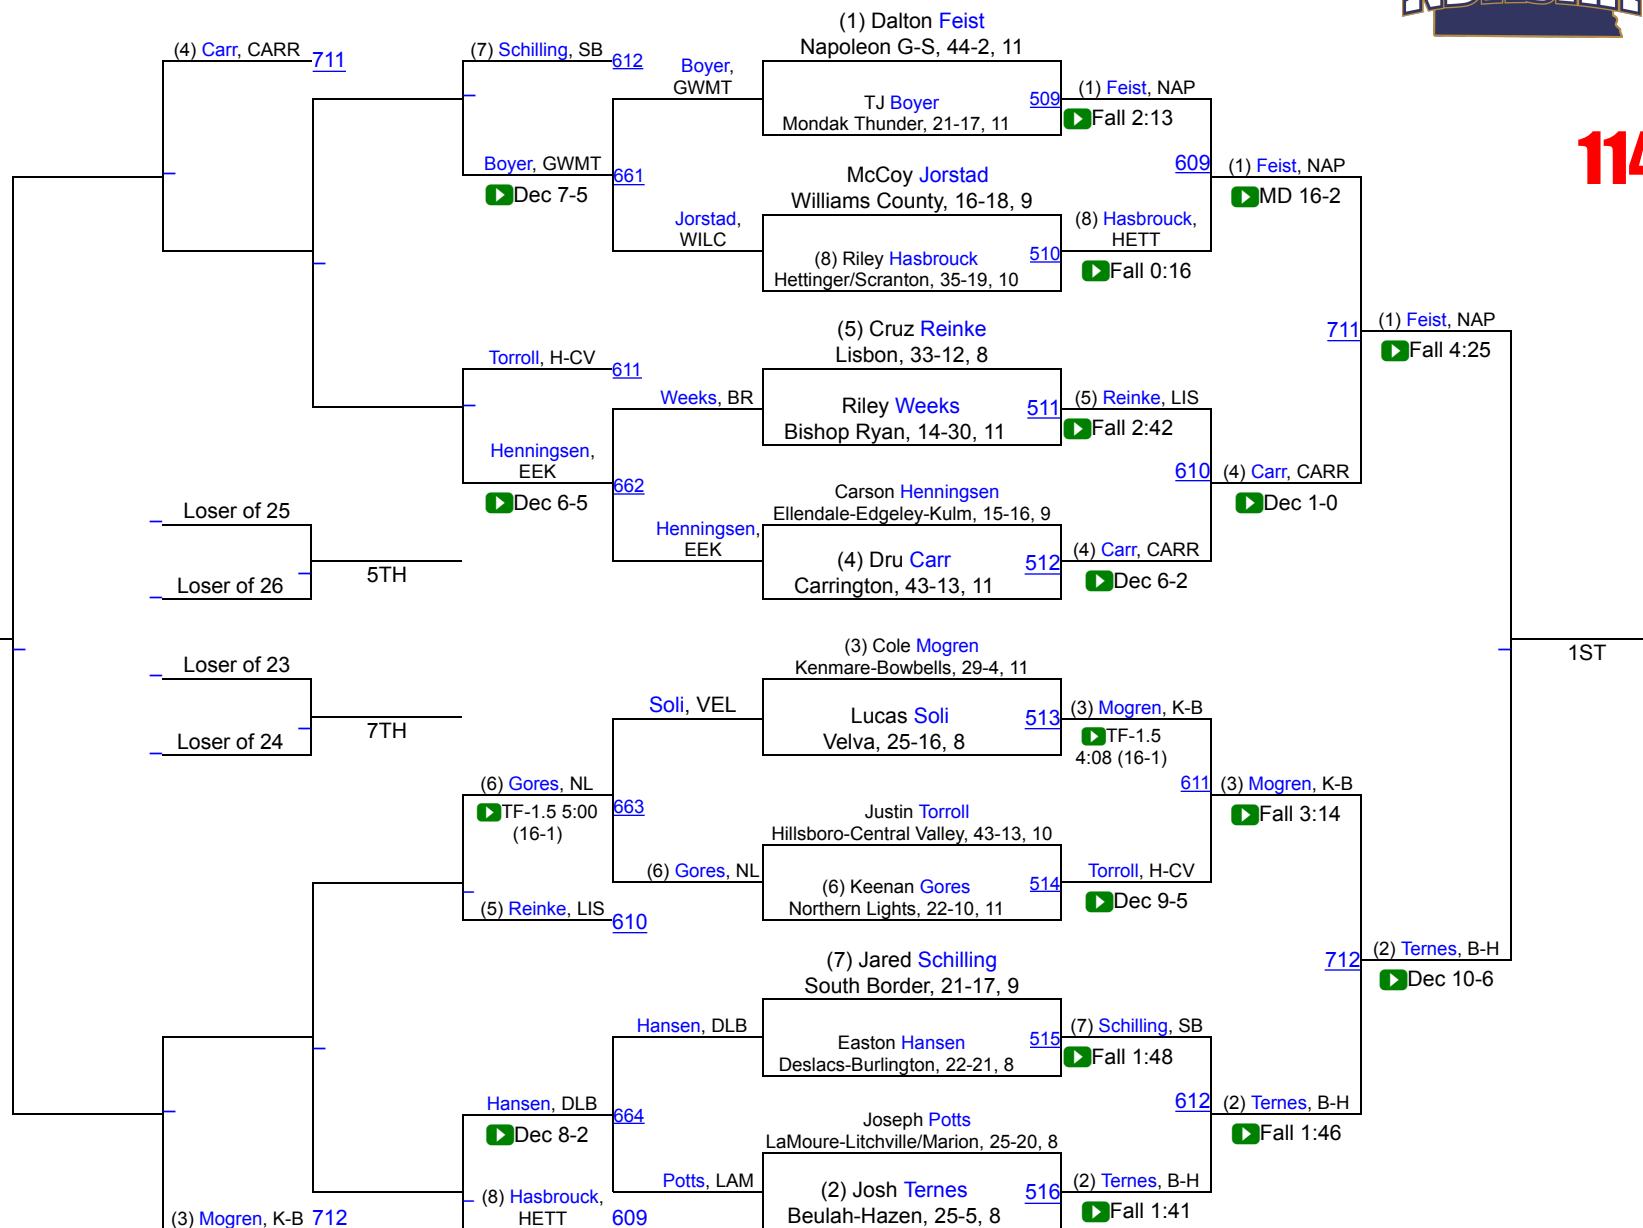 (1) Dalton Feist
Napoleon G-S, 44-2, 11
(4) Carr, CARR
711
(7) Schilling, SB
612
Boyer,
GWMT
TJ Boyer
Mondak Thunder, 21-17, 11
509
(1) Feist, NAP
Fall 2:13
114
Boyer, GWMT
Dec 7-5
661
McCoy Jorstad
Williams County, 16-18, 9
609
(1) Feist, NAP
MD 16-2
Jorstad,
WILC
(8) Riley Hasbrouck
Hettinger/Scranton, 35-19, 10
510
(8) Hasbrouck,
HETT
Fall 0:16
(5) Cruz Reinke
Lisbon, 33-12, 8
711
(1) Feist, NAP
Fall 4:25
Torroll, H-CV
611
Weeks, BR
Riley Weeks
Bishop Ryan, 14-30, 11
511
(5) Reinke, LIS
Fall 2:42
Henningsen,
EEK
Dec 6-5
662
Carson Henningsen
Ellendale-Edgeley-Kulm, 15-16, 9
610
(4) Carr, CARR
Dec 1-0
Loser of 25
Loser of 26
5TH
Henningsen,
EEK
(4) Dru Carr
Carrington, 43-13, 11
512
(4) Carr, CARR
Dec 6-2
(3) Cole Mogren
Kenmare-Bowbells, 29-4, 11
1ST
Loser of 23
Loser of 24
7TH
Soli, VEL
Lucas Soli
Velva, 25-16, 8
513
(3) Mogren, K-B
TF-1.5
4:08 (16-1)
(6) Gores, NL
TF-1.5 5:00
(16-1)
663
Justin Torroll
Hillsboro-Central Valley, 43-13, 10
611
(3) Mogren, K-B
Fall 3:14
(6) Gores, NL
(6) Keenan Gores
Northern Lights, 22-10, 11
514
Torroll, H-CV
Dec 9-5
(5) Reinke, LIS
610
(7) Jared Schilling
South Border, 21-17, 9
712
(2) Ternes, B-H
Dec 10-6
Hansen, DLB
Easton Hansen
Deslacs-Burlington, 22-21, 8
515
(7) Schilling, SB
Fall 1:48
Hansen, DLB
Dec 8-2
664
Joseph Potts
LaMoure-Litchville/Marion, 25-20, 8
612
(2) Ternes, B-H
Fall 1:46
Potts, LAM
(2) Josh Ternes
Beulah-Hazen, 25-5, 8
516
(2) Ternes, B-H
Fall 1:41
(3) Mogren, K-B
712
(8) Hasbrouck,
HETT
609